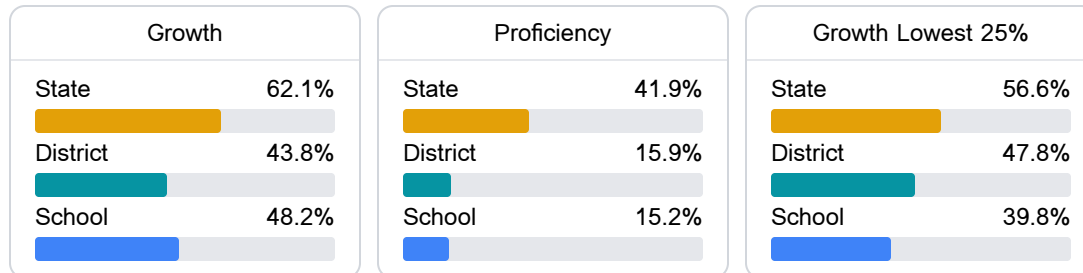 Growth
State 62.1%
District 43.8%
School 48.2%
Proficiency
State 41.9%
District 15.9%
School 15.2%
Growth Lowest 25%
State 56.6%
District 47.8%
School 39.8%